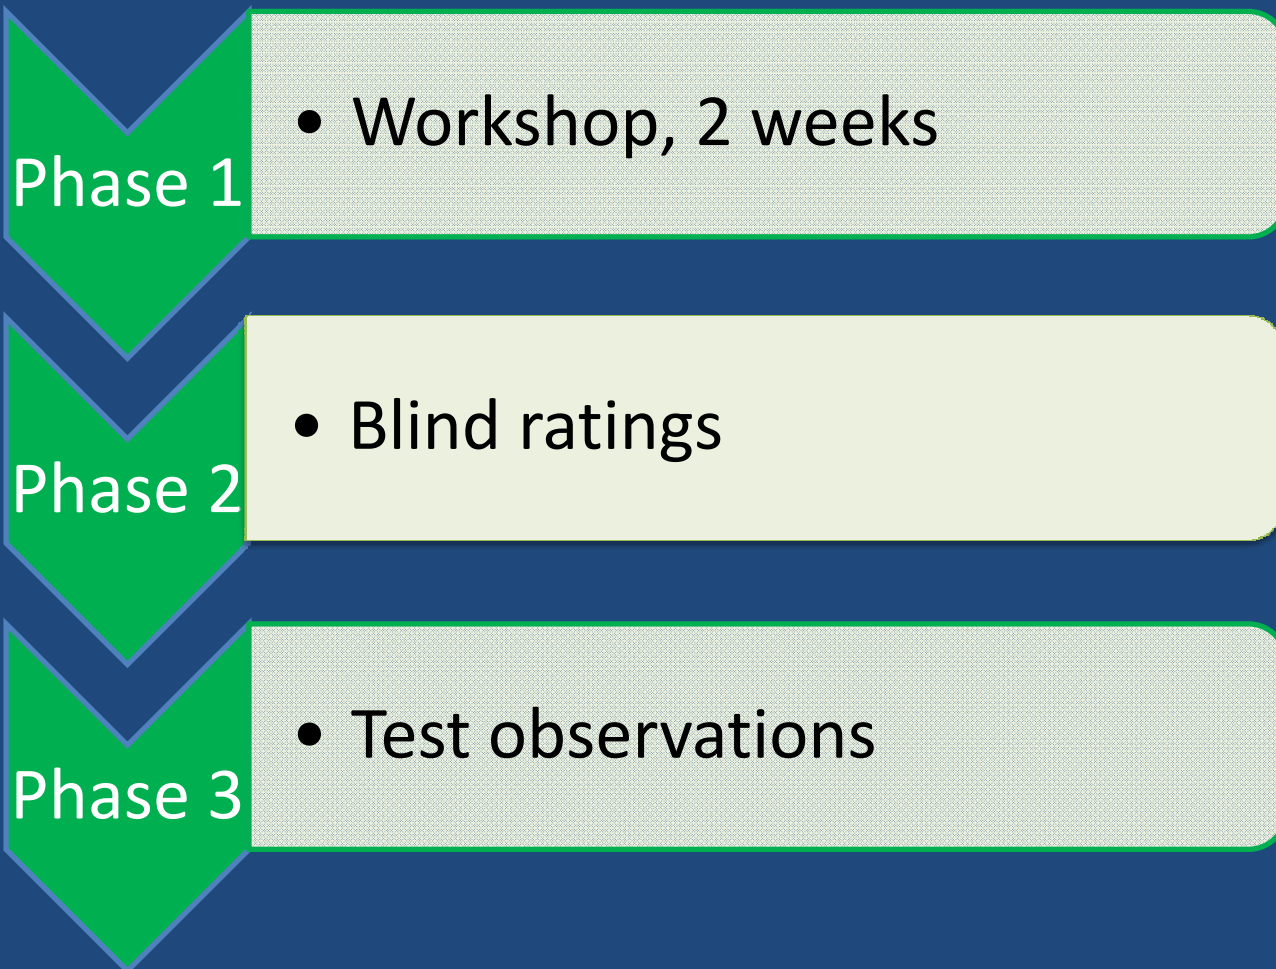 Phase 1
• Workshop, 2 weeks
Phase 2
• Blind ratings
Phase 3
• Test observations